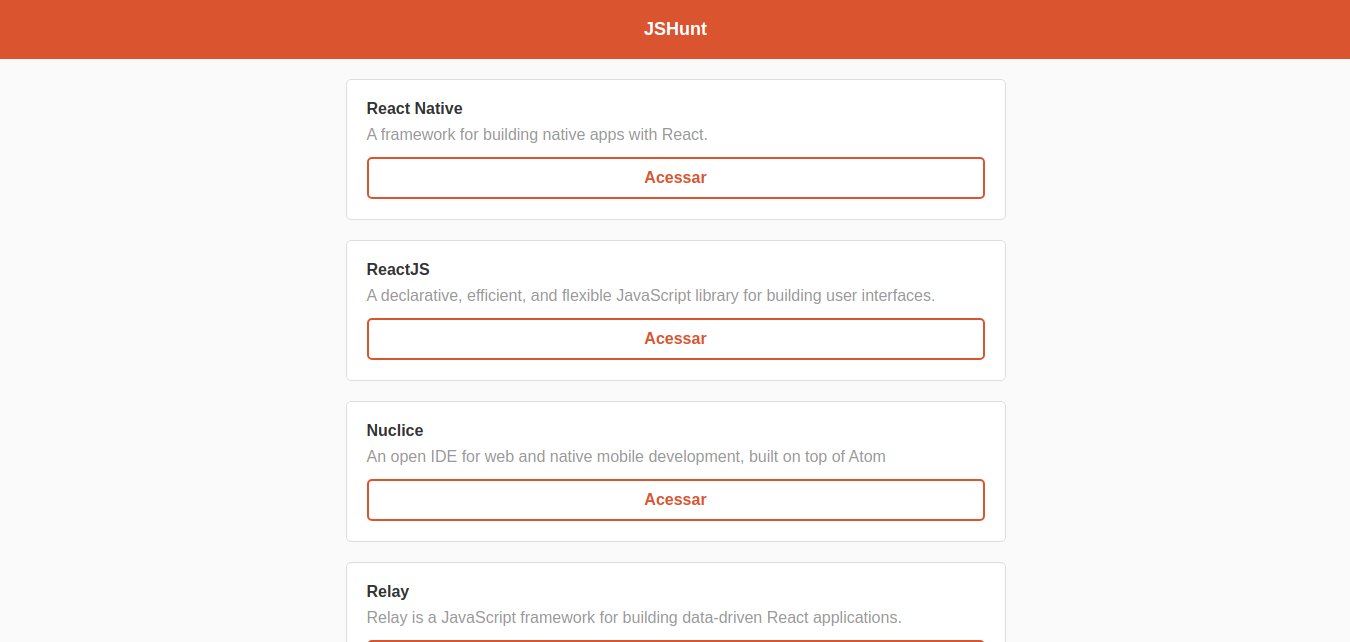 JSHunt
React Native
A framework for building native apps with React.
Acessar
ReactJS
A declarative, efficient, and flexible JavaScript library for building user interfaces.
Acessar
Nuclice
An open IDE for web and native mobile development, built on top of Atom
Acessar
Relay
Relay is a JavaScript framework for building data-driven React applications.